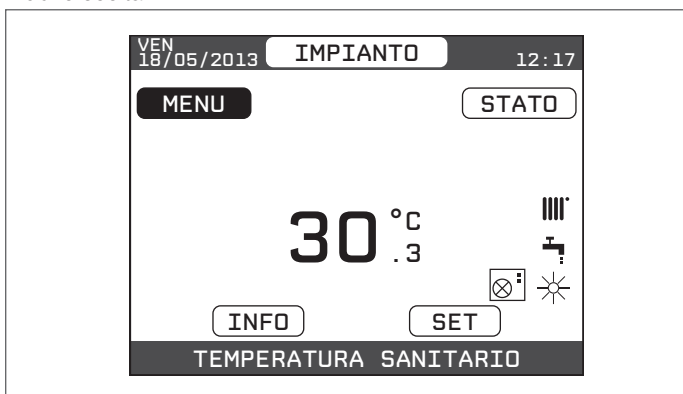 VEN
18/05/2013 IMPIANTO 12:17
MENU STATO
30 °C
.3
INFO SET
TEMPERATURA SANITARIO